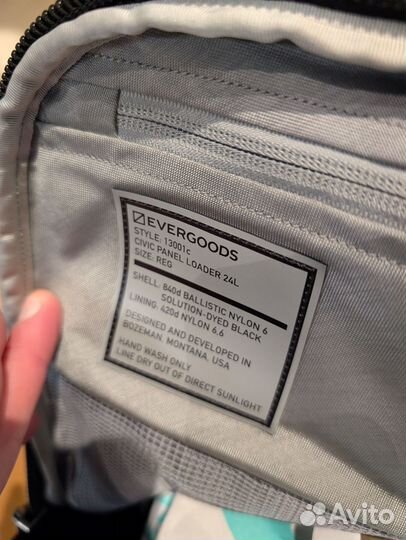 EVERGOODS
STYLE: 13001c
CIVIC PANEL LOADER 24L
SIZE: REG
SHELL: 840d BALLISTIC NYLON 6
SOLUTION-DYED BLACK
LINING: 420d NYLON 6.6
DESIGNED AND DEVELOPED IN
BOZEMAN, MONTANA, USA
HAND WASH ONLY
LINE DRY OUT OF DIRECT SUNLIGHT
Avito